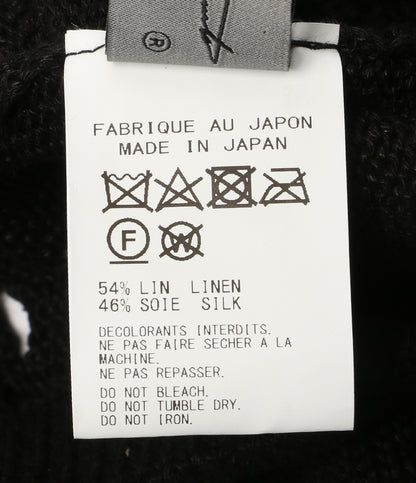 ®
FABRIQUE AU JAPON
MADE IN JAPAN
F W
54% LIN LINEN
46% SOIE SILK
DECOLORANTS INTERDITS.
NE PAS FAIRE SECHER A LA
MACHINE.
NE PAS REPASSER.
DO NOT BLEACH.
DO NOT TUMBLE DRY.
DO NOT IRON.